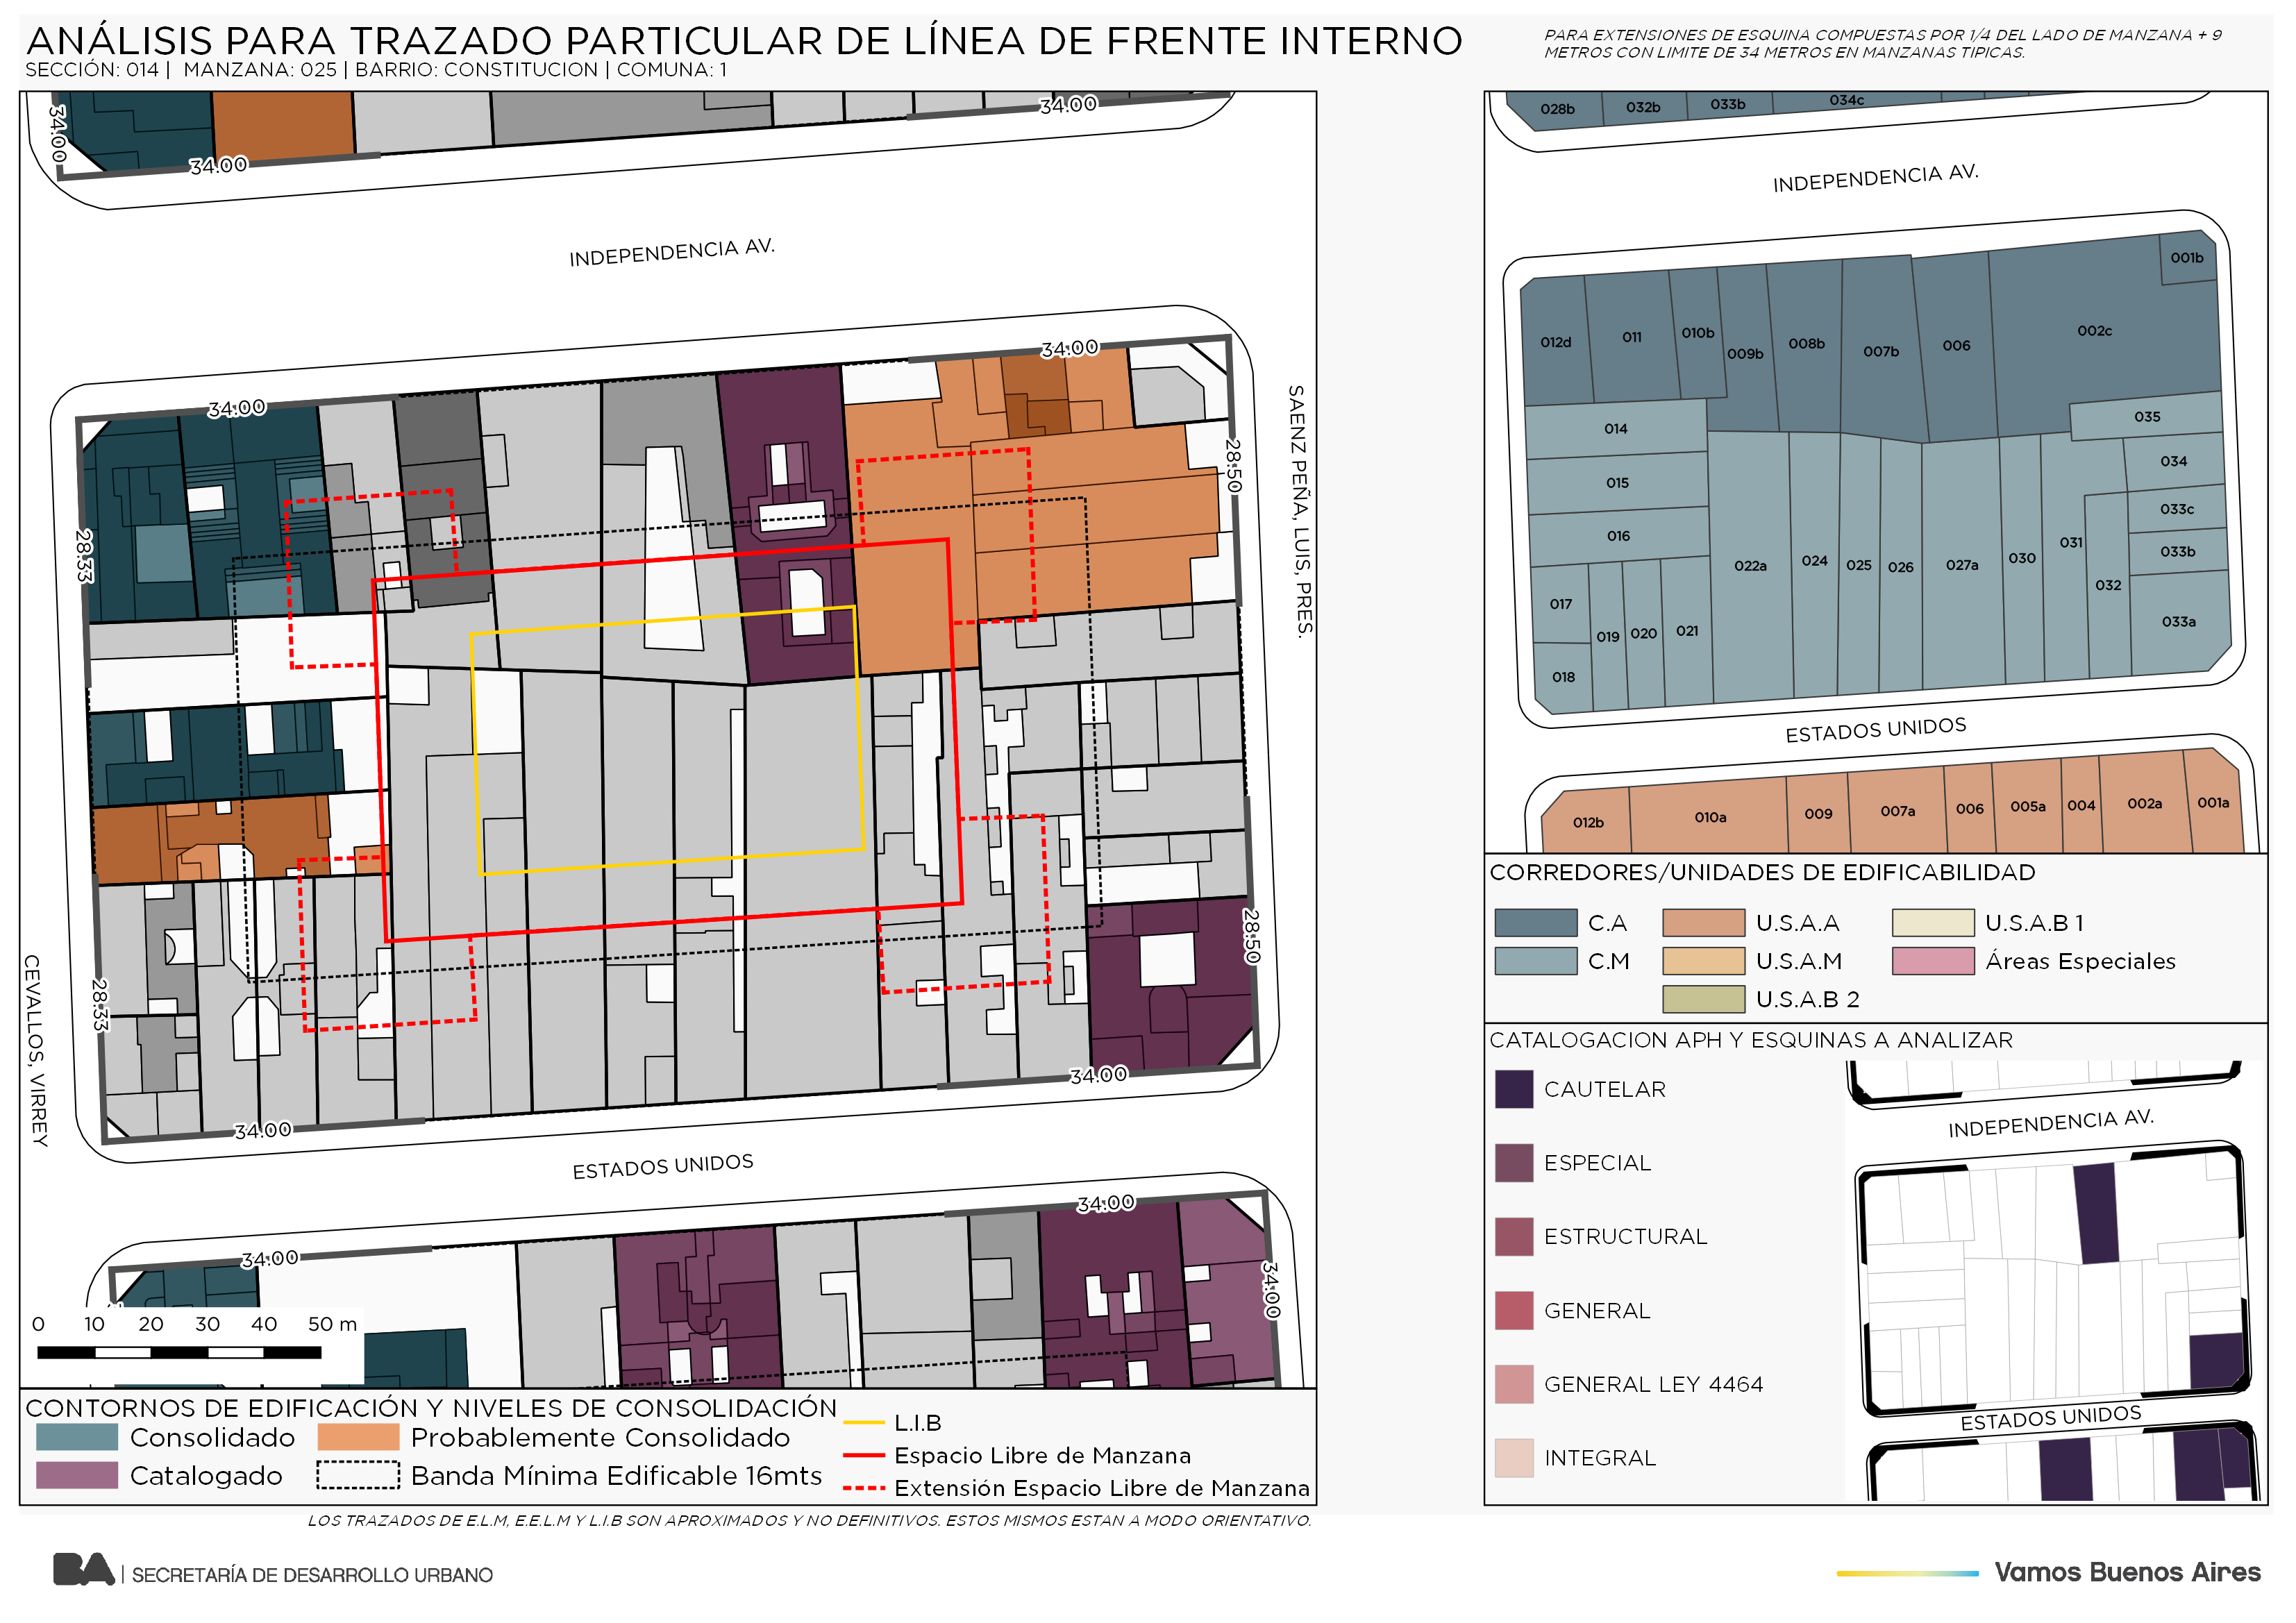 ANÁLISIS PARA TRAZADO PARTICULAR DE LÍNEA DE FRENTE INTERNO
SECCIÓN: 014 | MANZANA: 025 | BARRIO: CONSTITUCION | COMUNA: 1
PARA EXTENSIONES DE ESQUINA COMPUESTAS POR 1/4 DEL LADO DE MANZANA + 9
METROS CON LIMITE DE 34 METROS EN MANZANAS TIPICAS.
34.00
34.00
34.00
INDEPENDENCIA AV.
34.00
34.00
SAENZ PEÑA, LUIS, PRES.
28.50
28.33
28.50
28.33
CEVALLOS, VIRREY
34.00
34.00
ESTADOS UNIDOS
34.00
34.00
34.00
0 10 20 30 40 50 m
CONTORNOS DE EDIFICACIÓN Y NIVELES DE CONSOLIDACIÓN
Consolidado
Probablemente Consolidado
Catalogado
Banda Mínima Edificable 16mts
L.I.B
Espacio Libre de Manzana
Extensión Espacio Libre de Manzana
LOS TRAZADOS DE E.L.M, E.E.L.M Y L.I.B SON APROXIMADOS Y NO DEFINITIVOS. ESTOS MISMOS ESTAN A MODO ORIENTATIVO.
028b 032b 033b 034c
INDEPENDENCIA AV.
001b
012d 011 010b 009b 008b 007b 006 002c
014 035
015 034
016 033c
022a 024 025 026 027a 030 031 032 033b
017 019 020 021 033a
018
ESTADOS UNIDOS
012b 010a 009 007a 006 005a 004 002a 001a
CORREDORES/UNIDADES DE EDIFICABILIDAD
C.A
U.S.A.A
U.S.A.B 1
C.M
U.S.A.M
Áreas Especiales
U.S.A.B 2
CATALOGACION APH Y ESQUINAS A ANALIZAR
CAUTELAR
ESPECIAL
ESTRUCTURAL
GENERAL
GENERAL LEY 4464
INTEGRAL
INDEPENDENCIA AV.
ESTADOS UNIDOS
BA | SECRETARÍA DE DESARROLLO URBANO
Vamos Buenos Aires